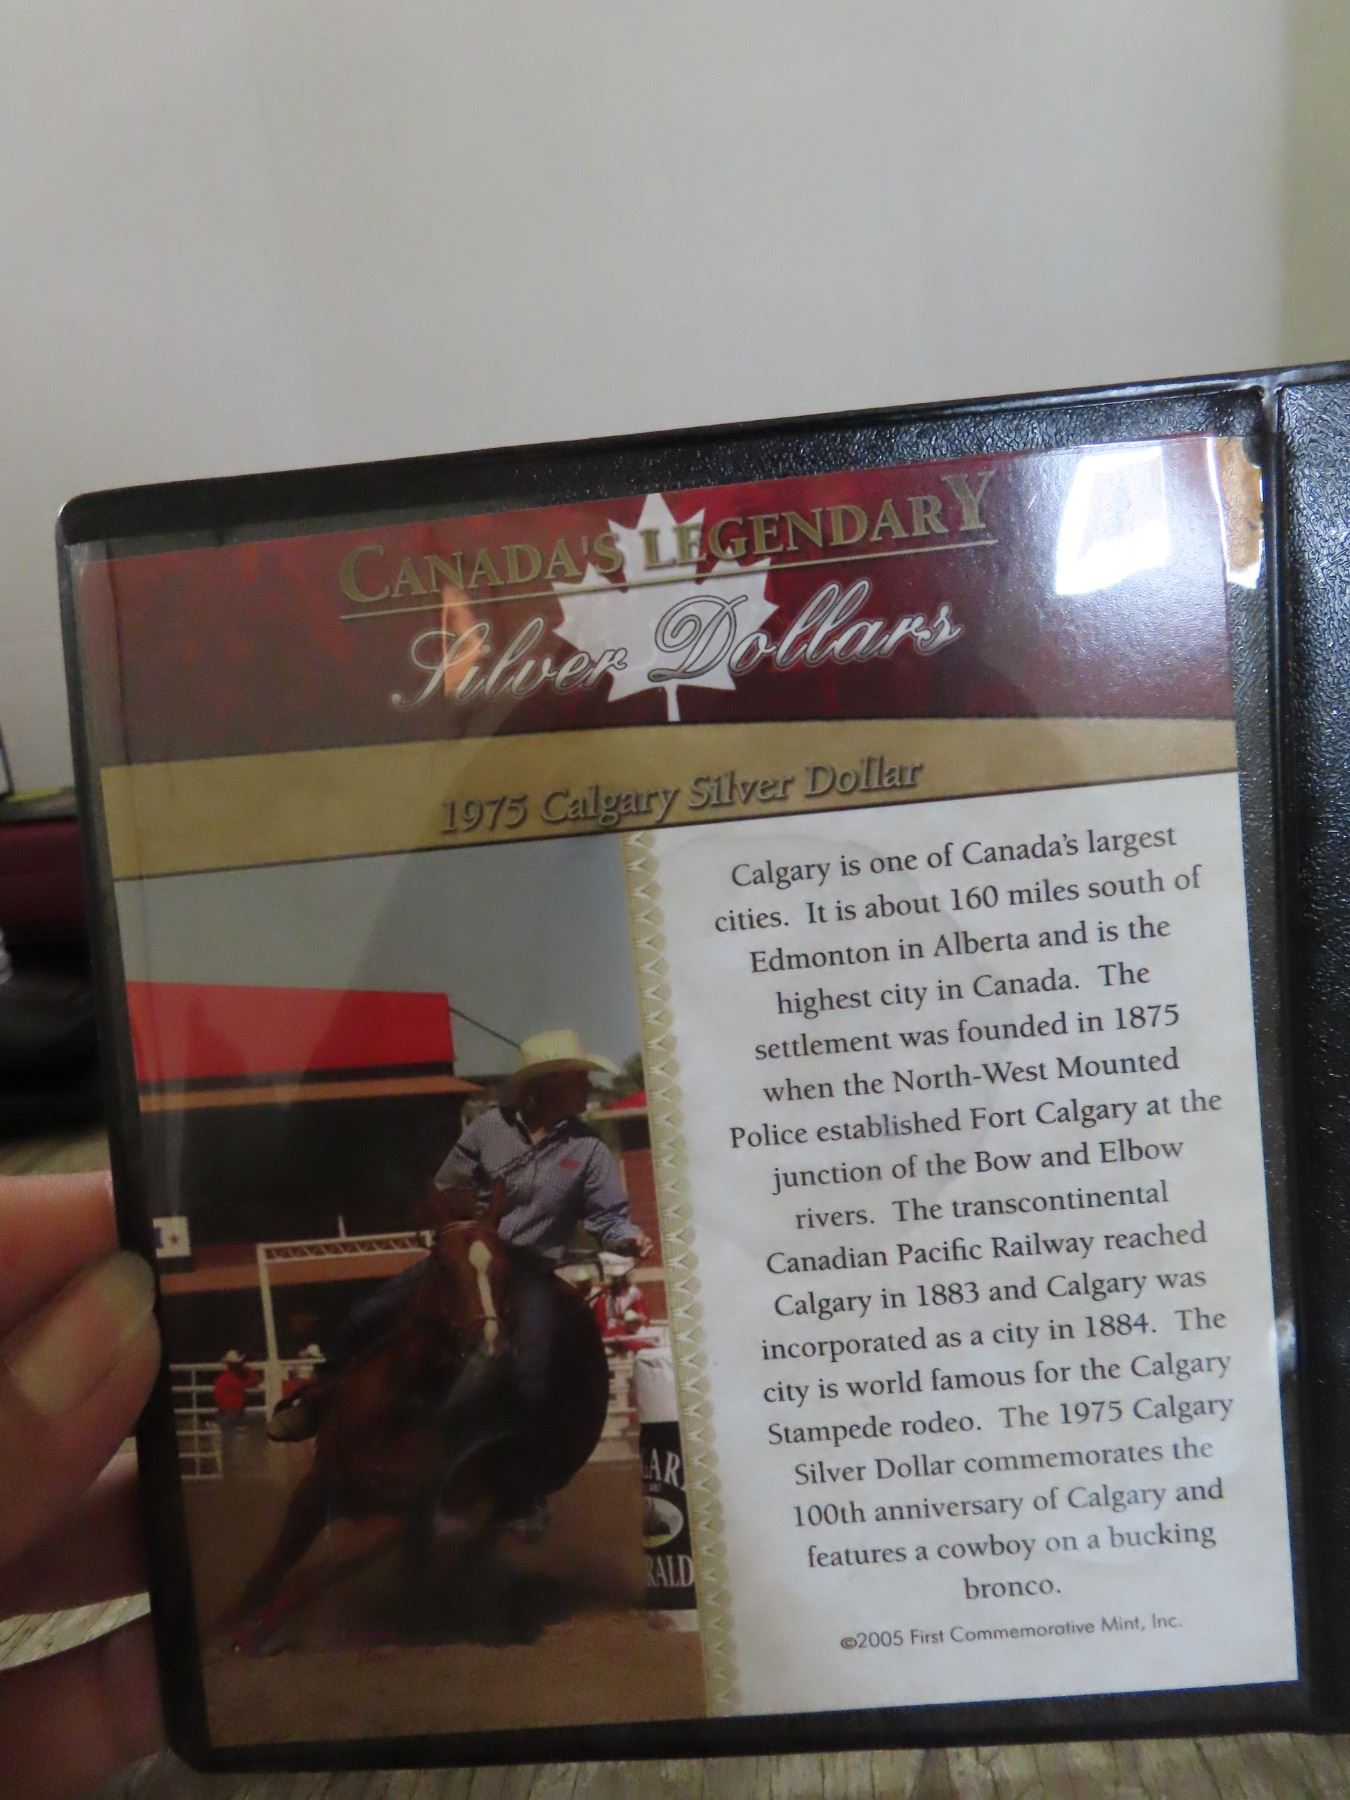 CANADA'S LEGENDARY
Silver Dollars
1975 Calgary Silver Dollar
Calgary is one of Canada's largest
cities. It is about 160 miles south of
Edmonton in Alberta and is the
highest city in Canada. The
settlement was founded in 1875
when the North-West Mounted
Police established Fort Calgary at the
junction of the Bow and Elbow
rivers. The transcontinental
Canadian Pacific Railway reached
Calgary in 1883 and Calgary was
incorporated as a city in 1884. The
city is world famous for the Calgary
Stampede rodeo. The 1975 Calgary
Silver Dollar commemorates the
100th anniversary of Calgary and
features a cowboy on a bucking
bronco.
©2005 First Commemorative Mint, Inc.
GAR
RALD